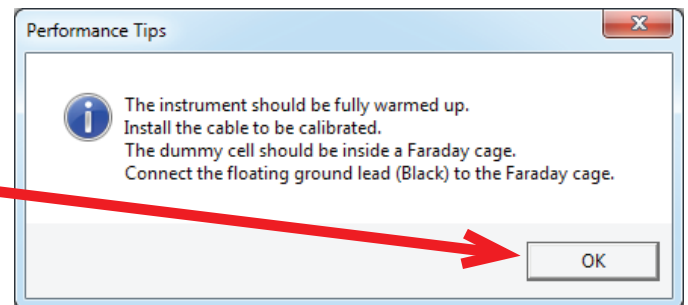 Performance Tips
The instrument should be fully warmed up.
Install the cable to be calibrated.
The dummy cell should be inside a Faraday cage.
Connect the floating ground lead (Black) to the Faraday cage.
OK